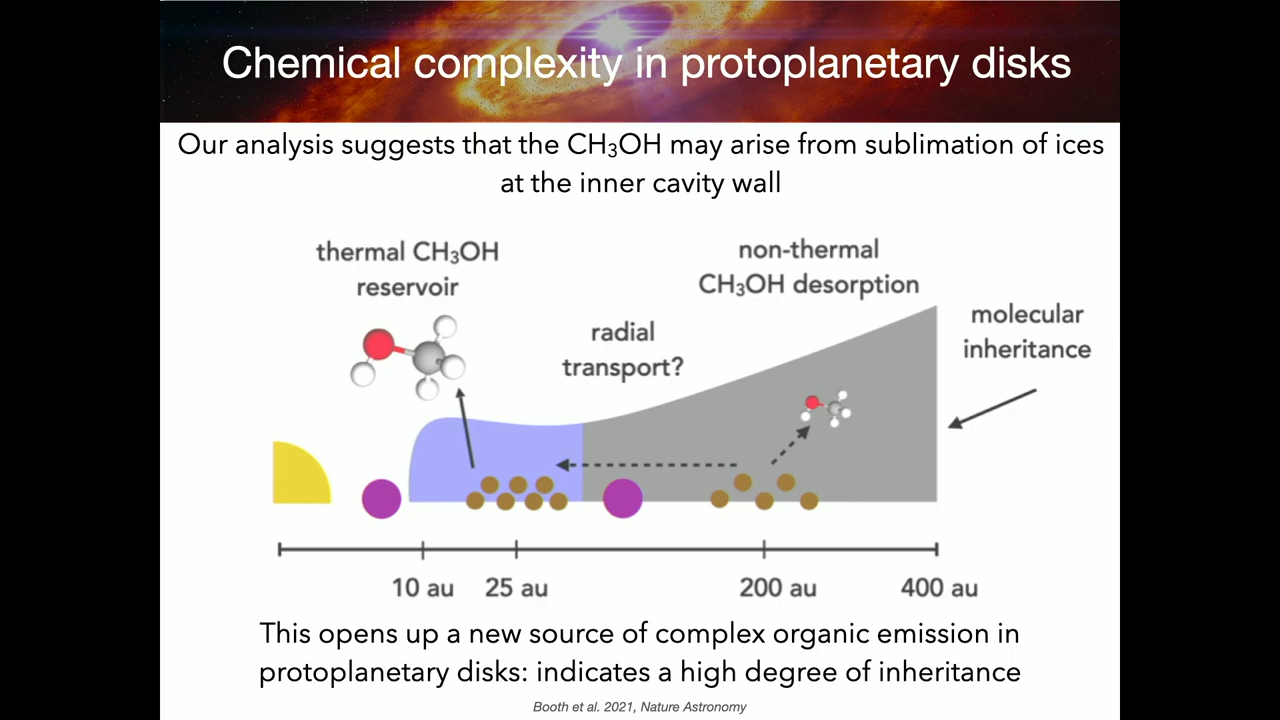 Chemical complexity in protoplanetary disks
Our analysis suggests that the CH₃OH may arise from sublimation of ices
at the inner cavity wall
thermal CH₃OH
reservoir
non-thermal
CH₃OH desorption
radial
transport?
molecular
inheritance
10 au
25 au
200 au
400 au
This opens up a new source of complex organic emission in
protoplanetary disks: indicates a high degree of inheritance
Booth et al. 2021, Nature Astronomy